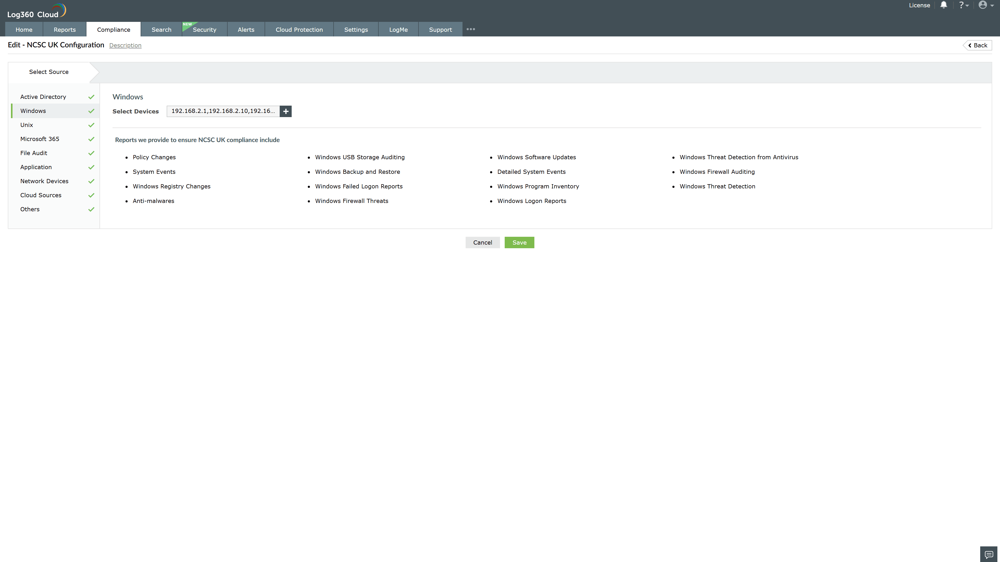 Log360 Cloud
License
?
Home Reports Compliance Search NEW Security Alerts Cloud Protection Settings LogMe Support
Edit - NCSC UK Configuration Description
Back
Select Source
Active Directory
Windows
Unix
Microsoft 365
File Audit
Application
Network Devices
Cloud Sources
Others
Windows
Select Devices 192.168.2.1,192.168.2.10,192.16... +
Reports we provide to ensure NCSC UK compliance include
Policy Changes
Windows USB Storage Auditing
Windows Software Updates
Windows Threat Detection from Antivirus
System Events
Windows Backup and Restore
Detailed System Events
Windows Firewall Auditing
Windows Registry Changes
Windows Failed Logon Reports
Windows Program Inventory
Windows Threat Detection
Anti-malwares
Windows Firewall Threats
Windows Logon Reports
Cancel Save